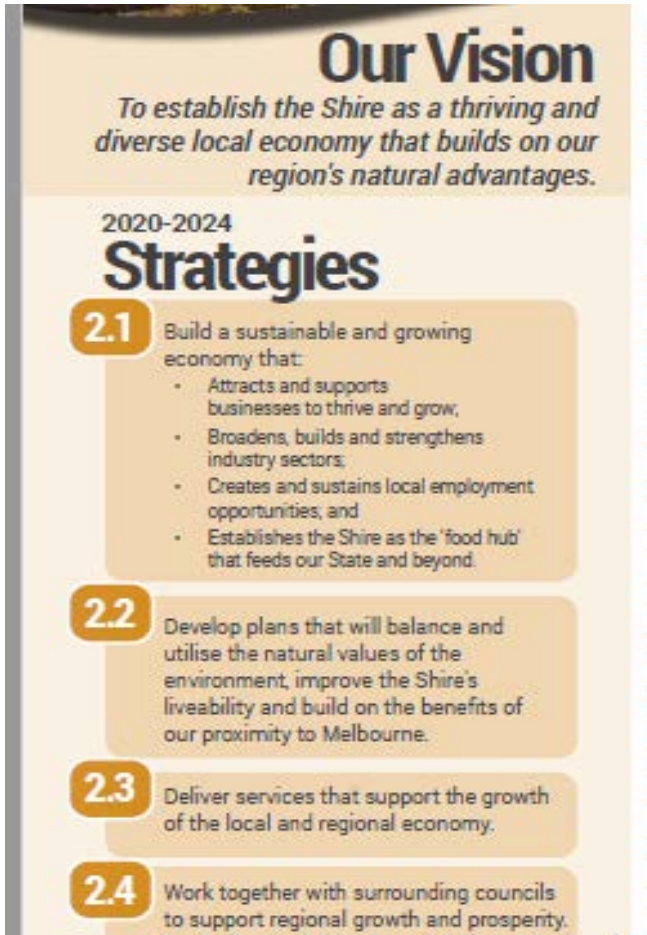 Our Vision
To establish the Shire as a thriving and
diverse local economy that builds on our
region's natural advantages.
2020-2024
Strategies
2.1
Build a sustainable and growing
economy that:
• Attracts and supports
businesses to thrive and grow;
• Broadens, builds and strengthens
industry sectors;
• Creates and sustains local employment
opportunities; and
• Establishes the Shire as the 'food hub'
that feeds our State and beyond.
2.2
Develop plans that will balance and
utilise the natural values of the
environment, improve the Shire's
liveability and build on the benefits of
our proximity to Melbourne.
2.3
Deliver services that support the growth
of the local and regional economy.
2.4
Work together with surrounding councils
to support regional growth and prosperity.